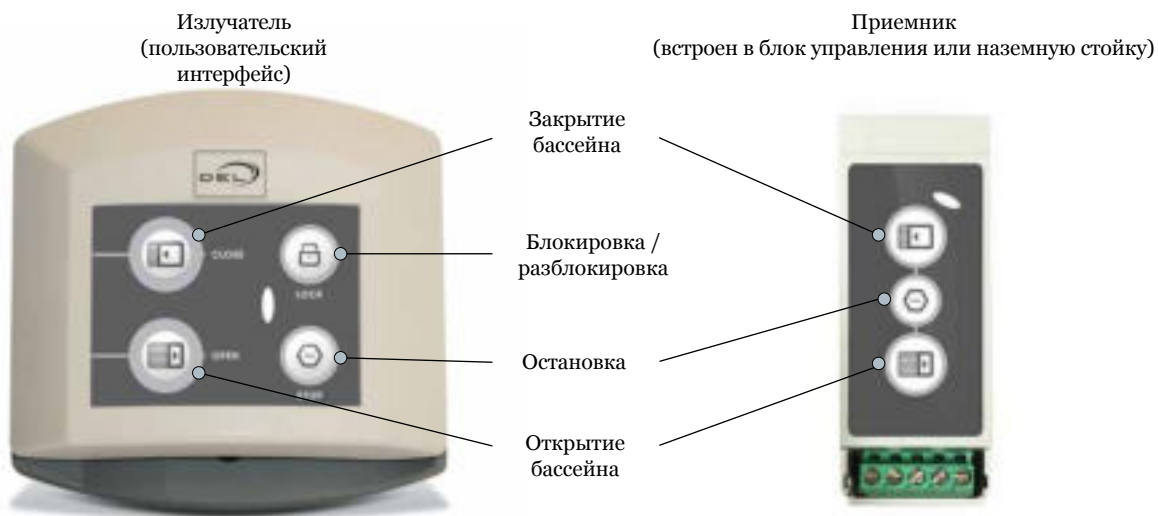 Излучатель
(пользовательский
интерфейс)
Приемник
(встроен в блок управления или наземную стойку)
Закрытие
бассейна
DEL
CLOSE
Блокировка /
разблокировка
LOCK
Остановка
OPEN
STOP
Открытие
бассейна